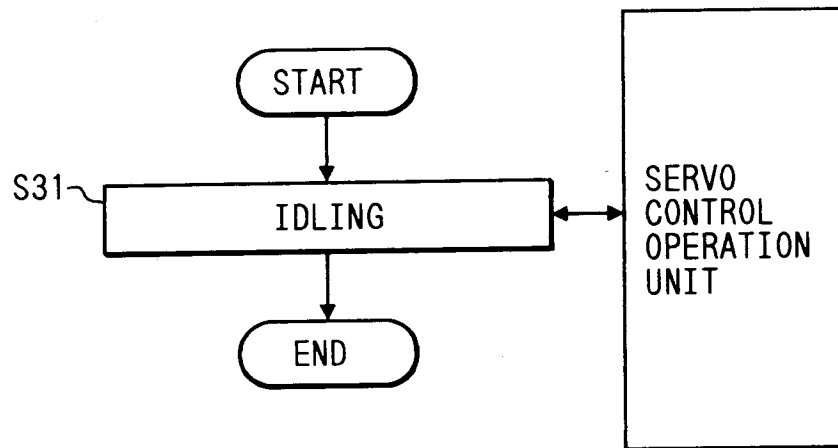 START
S31
IDLING
SERVO
CONTROL
OPERATION
UNIT
END